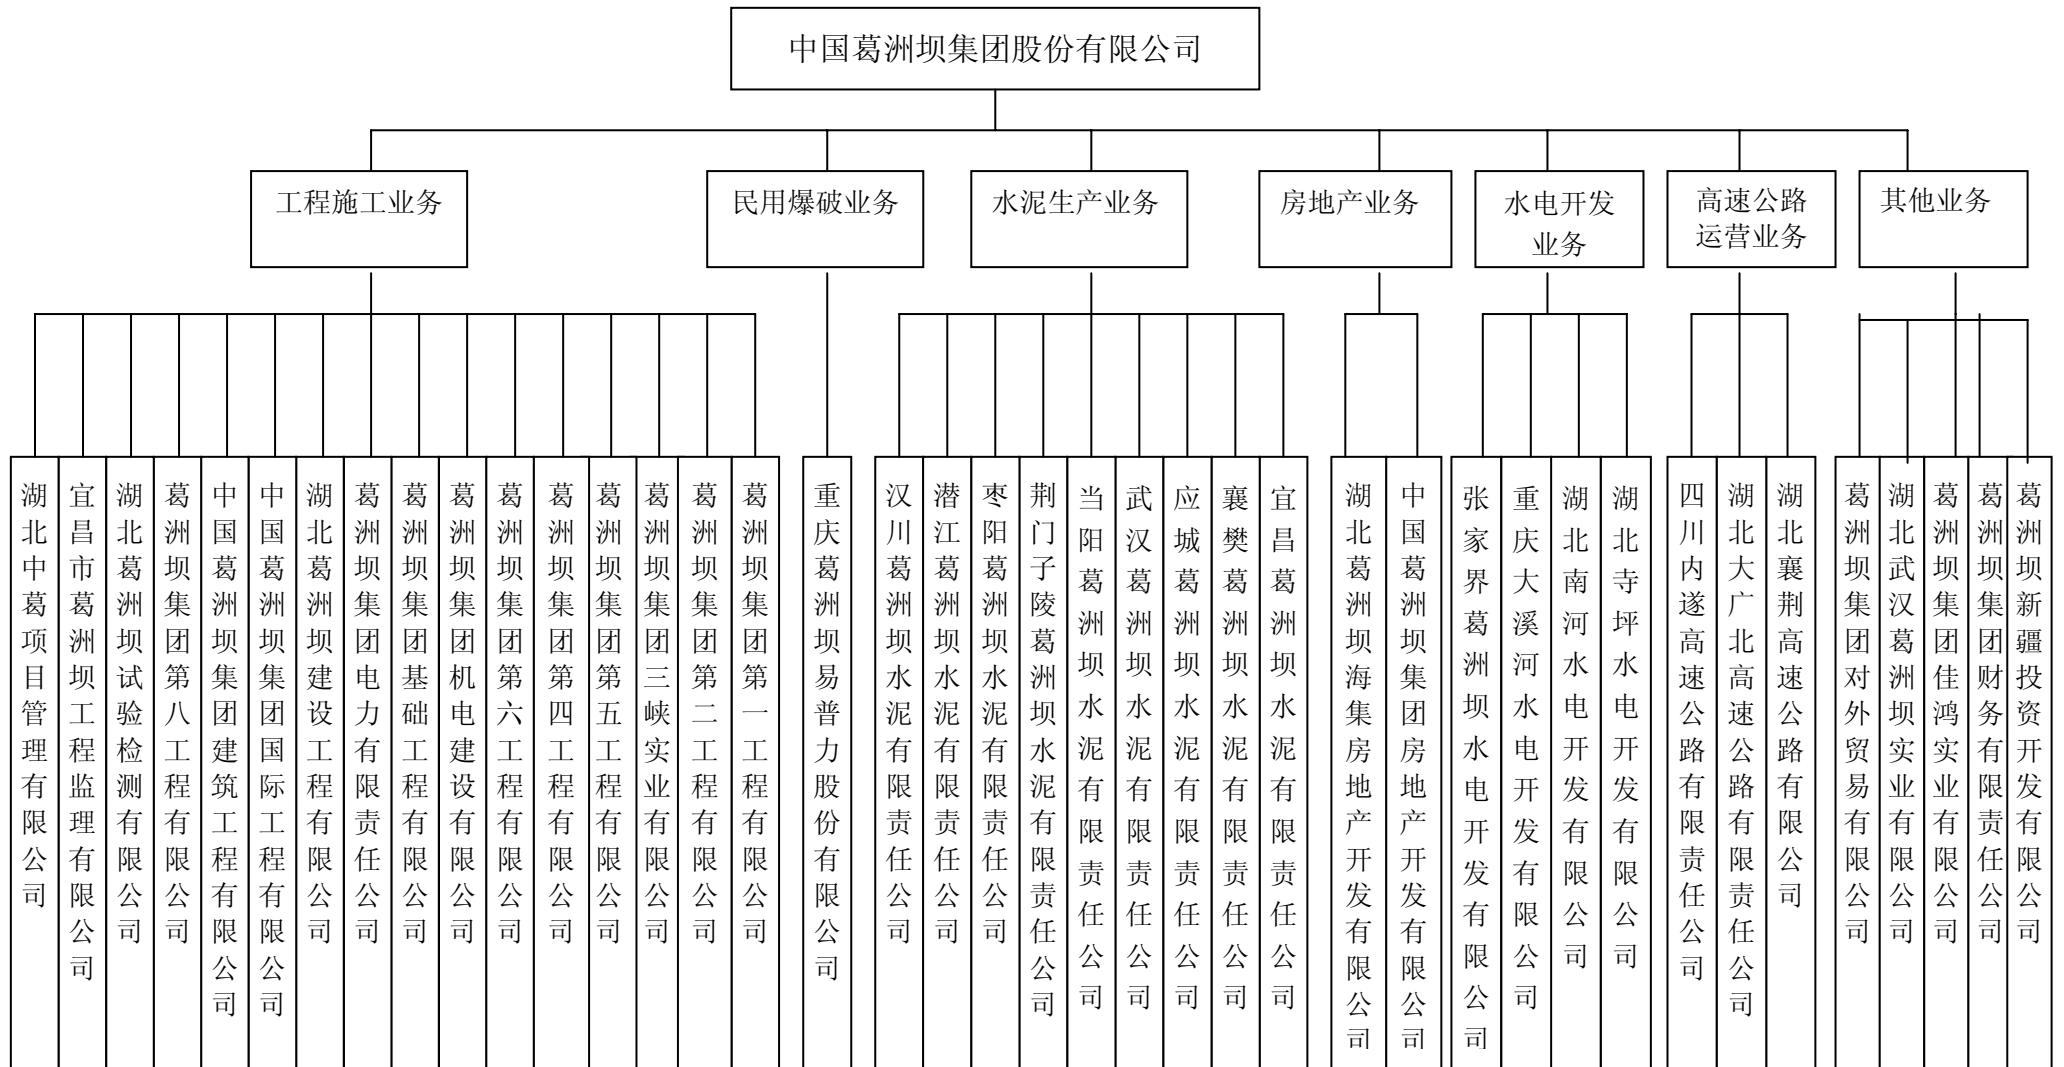 中国葛洲坝集团股份有限公司
工程施工业务
民用爆破业务
水泥生产业务
房地产业务
水电开发
业务
高速公路
运营业务
其他业务
湖北中葛项目管理有限公司
宜昌市葛洲坝工程监理有限公司
湖北葛洲坝试验检测有限公司
葛洲坝集团第八工程有限公司
中国葛洲坝集团建筑工程有限公司
中国葛洲坝集团国际工程有限公司
湖北葛洲坝建设工程有限公司
葛洲坝集团电力有限责任公司
葛洲坝集团基础工程有限公司
葛洲坝集团机电建设有限公司
葛洲坝集团第六工程有限公司
葛洲坝集团第四工程有限公司
葛洲坝集团第五工程有限公司
葛洲坝集团三峡实业有限公司
葛洲坝集团第二工程有限公司
葛洲坝集团第一工程有限公司
重庆葛洲坝易普力股份有限公司
汉川葛洲坝水泥有限责任公司
潜江葛洲坝水泥有限责任公司
枣阳葛洲坝水泥有限责任公司
荆门子陵葛洲坝水泥有限责任公司
当阳葛洲坝水泥有限责任公司
武汉葛洲坝水泥有限责任公司
应城葛洲坝水泥有限责任公司
襄樊葛洲坝水泥有限责任公司
宜昌葛洲坝水泥有限责任公司
湖北葛洲坝海集房地产开发有限公司
中国葛洲坝集团房地产开发有限公司
张家界葛洲坝水电开发有限公司
重庆大溪河水电开发有限公司
湖北南河水电开发有限公司
湖北寺坪水电开发有限公司
四川内遂高速公路有限责任公司
湖北大广北高速公路有限责任公司
湖北襄荆高速公路有限公司
葛洲坝集团对外贸易有限公司
湖北武汉葛洲坝实业有限公司
葛洲坝集团佳鸿实业有限公司
葛洲坝集团财务有限责任公司
葛洲坝新疆投资开发有限公司